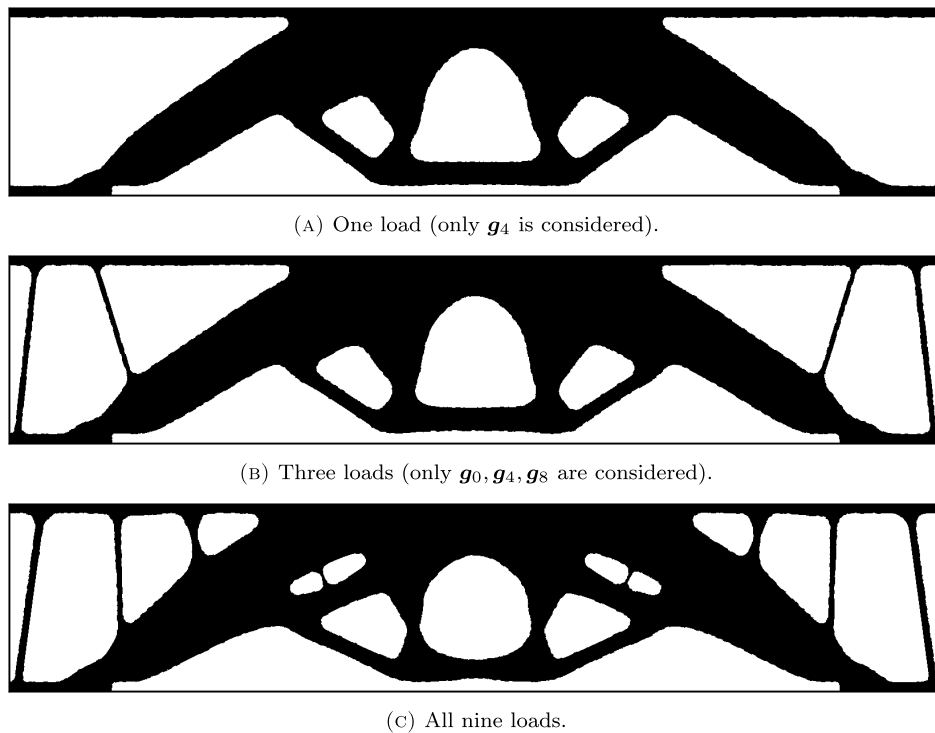 (A) One load (only g₄ is considered).
(B) Three loads (only g₀, g₄, g₈ are considered).
(C) All nine loads.